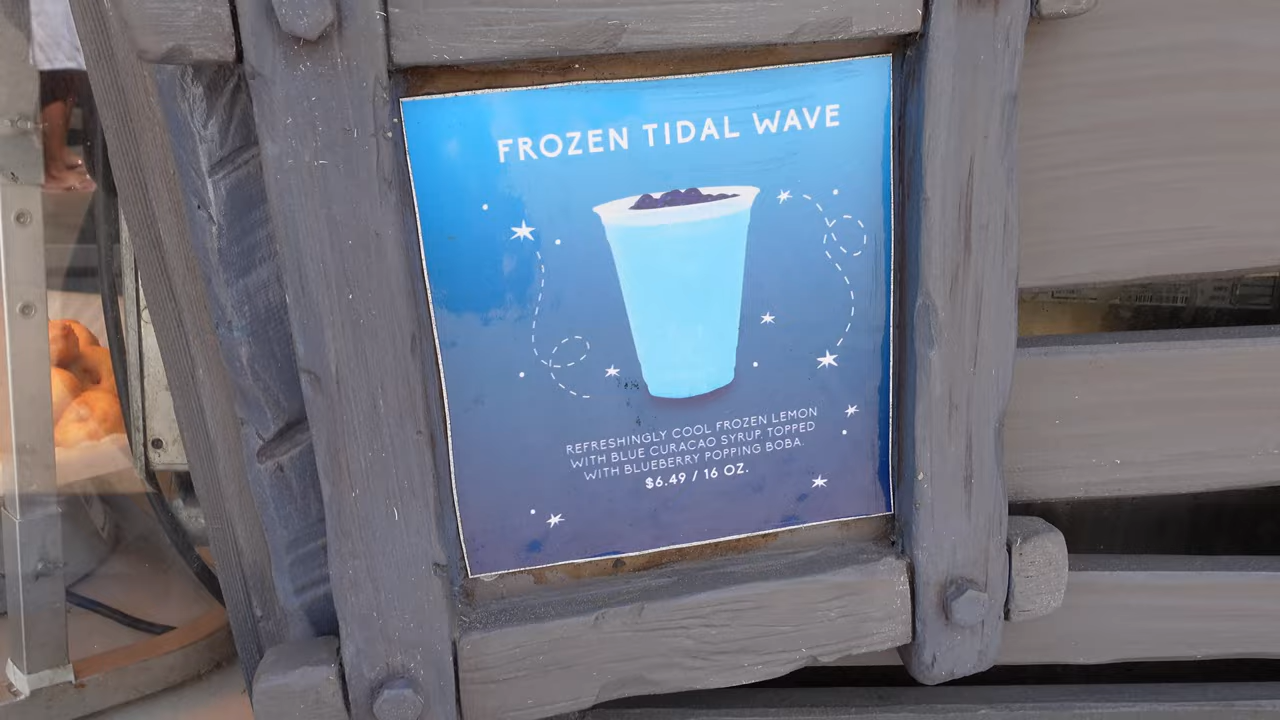 FROZEN TIDAL WAVE
REFRESHINGLY COOL FROZEN LEMON
WITH BLUE CURACAO SYRUP, TOPPED
WITH BLUEBERRY POPPING BOBA.
$6.49 / 16 OZ.